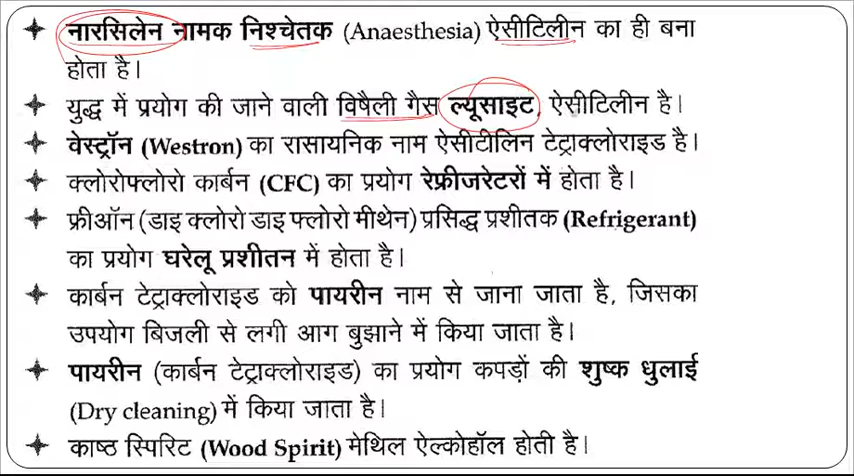 ✦ नारसिलेन नामक निश्चेतक (Anaesthesia) ऐसीटिलीन का ही बना
होता है।
✦ युद्ध में प्रयोग की जाने वाली विषैली गैस ल्यूसाइट, ऐसीटिलीन है।
✦ वेस्ट्रॉन (Westron) का रासायनिक नाम ऐसीटीलिन टेट्राक्लोराइड है।
✦ क्लोरोफ्लोरो कार्बन (CFC) का प्रयोग रेफ्रीजरेटरों में होता है।
✦ फ्रीऑन (डाइ क्लोरो डाइ फ्लोरो मीथेन) प्रसिद्ध प्रशीतक (Refrigerant)
का प्रयोग घरेलू प्रशीतन में होता है।
✦ कार्बन टेट्राक्लोराइड को पायरीन नाम से जाना जाता है, जिसका
उपयोग बिजली से लगी आग बुझाने में किया जाता है।
✦ पायरीन (कार्बन टेट्राक्लोराइड) का प्रयोग कपड़ों की शुष्क धुलाई
(Dry cleaning) में किया जाता है।
✦ काष्ठ स्पिरिट (Wood Spirit) मेथिल ऐल्कोहॉल होती है।